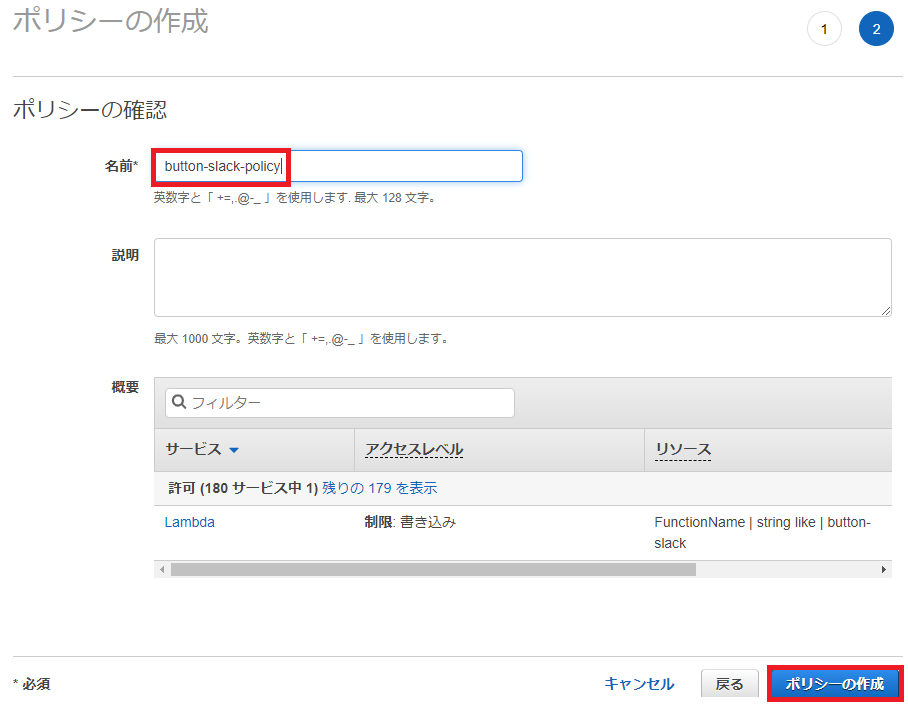 ポリシーの作成
1
2
ポリシーの確認
名前*
button-slack-policy
英数字と「 +=,.@-_ 」を使用します. 最大 128 文字。
説明
最大 1000 文字。英数字と「 +=,.@-_ 」を使用します。
概要
フィルター
サービス アクセスレベル リソース
許可 (180 サービス中 1) 残りの 179 を表示
Lambda 制限: 書き込み FunctionName | string like | button-
slack
* 必須
キャンセル
戻る
ポリシーの作成